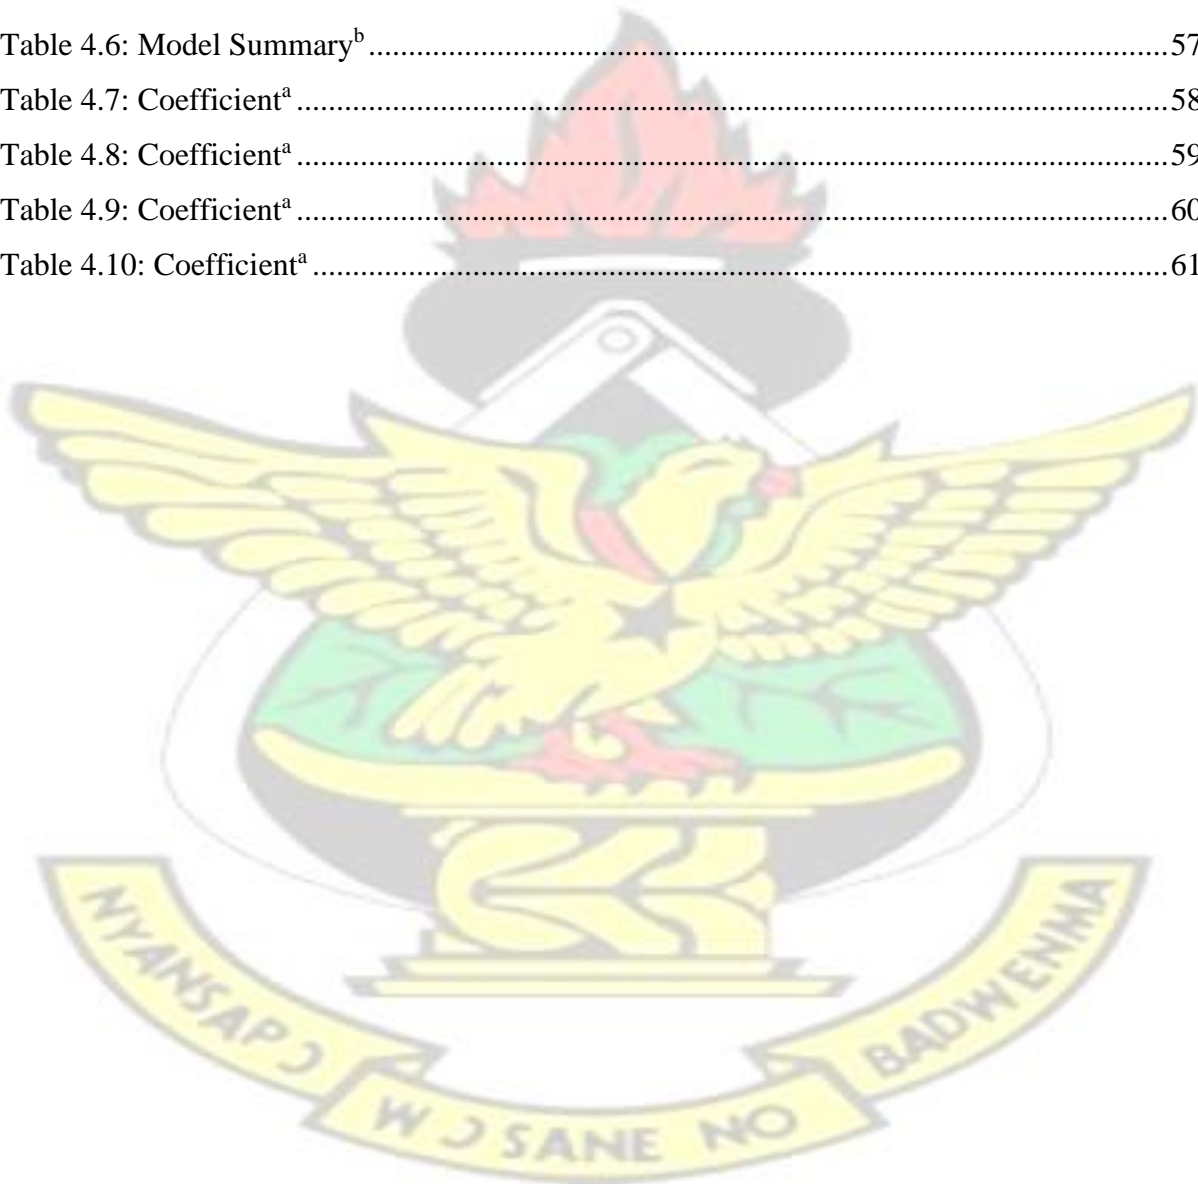 Table 4.6: Model Summaryᵇ ........................................................................................................ 57
Table 4.7: Coefficientᵃ ........................................................................................................ 58
Table 4.8: Coefficientᵃ ........................................................................................................ 59
Table 4.9: Coefficientᵃ ........................................................................................................ 60
Table 4.10: Coefficientᵃ ........................................................................................................ 61
NYANSAPƆ WƆSANE NO BADWENMA